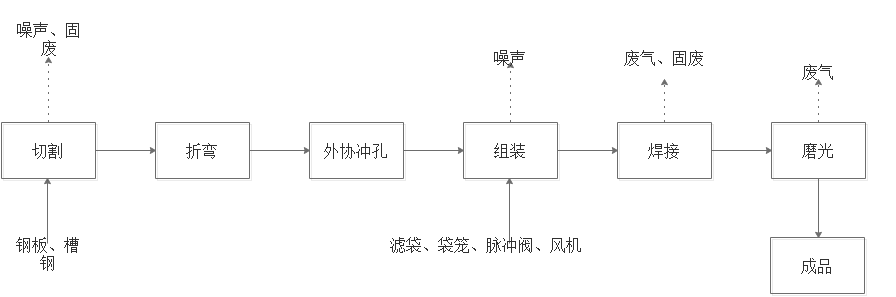 噪声、固
废
噪声
废气、固废
废气
切割
折弯
外协冲孔
组装
焊接
磨光
钢板、槽
钢
滤袋、袋笼、脉冲阀、风机
成品